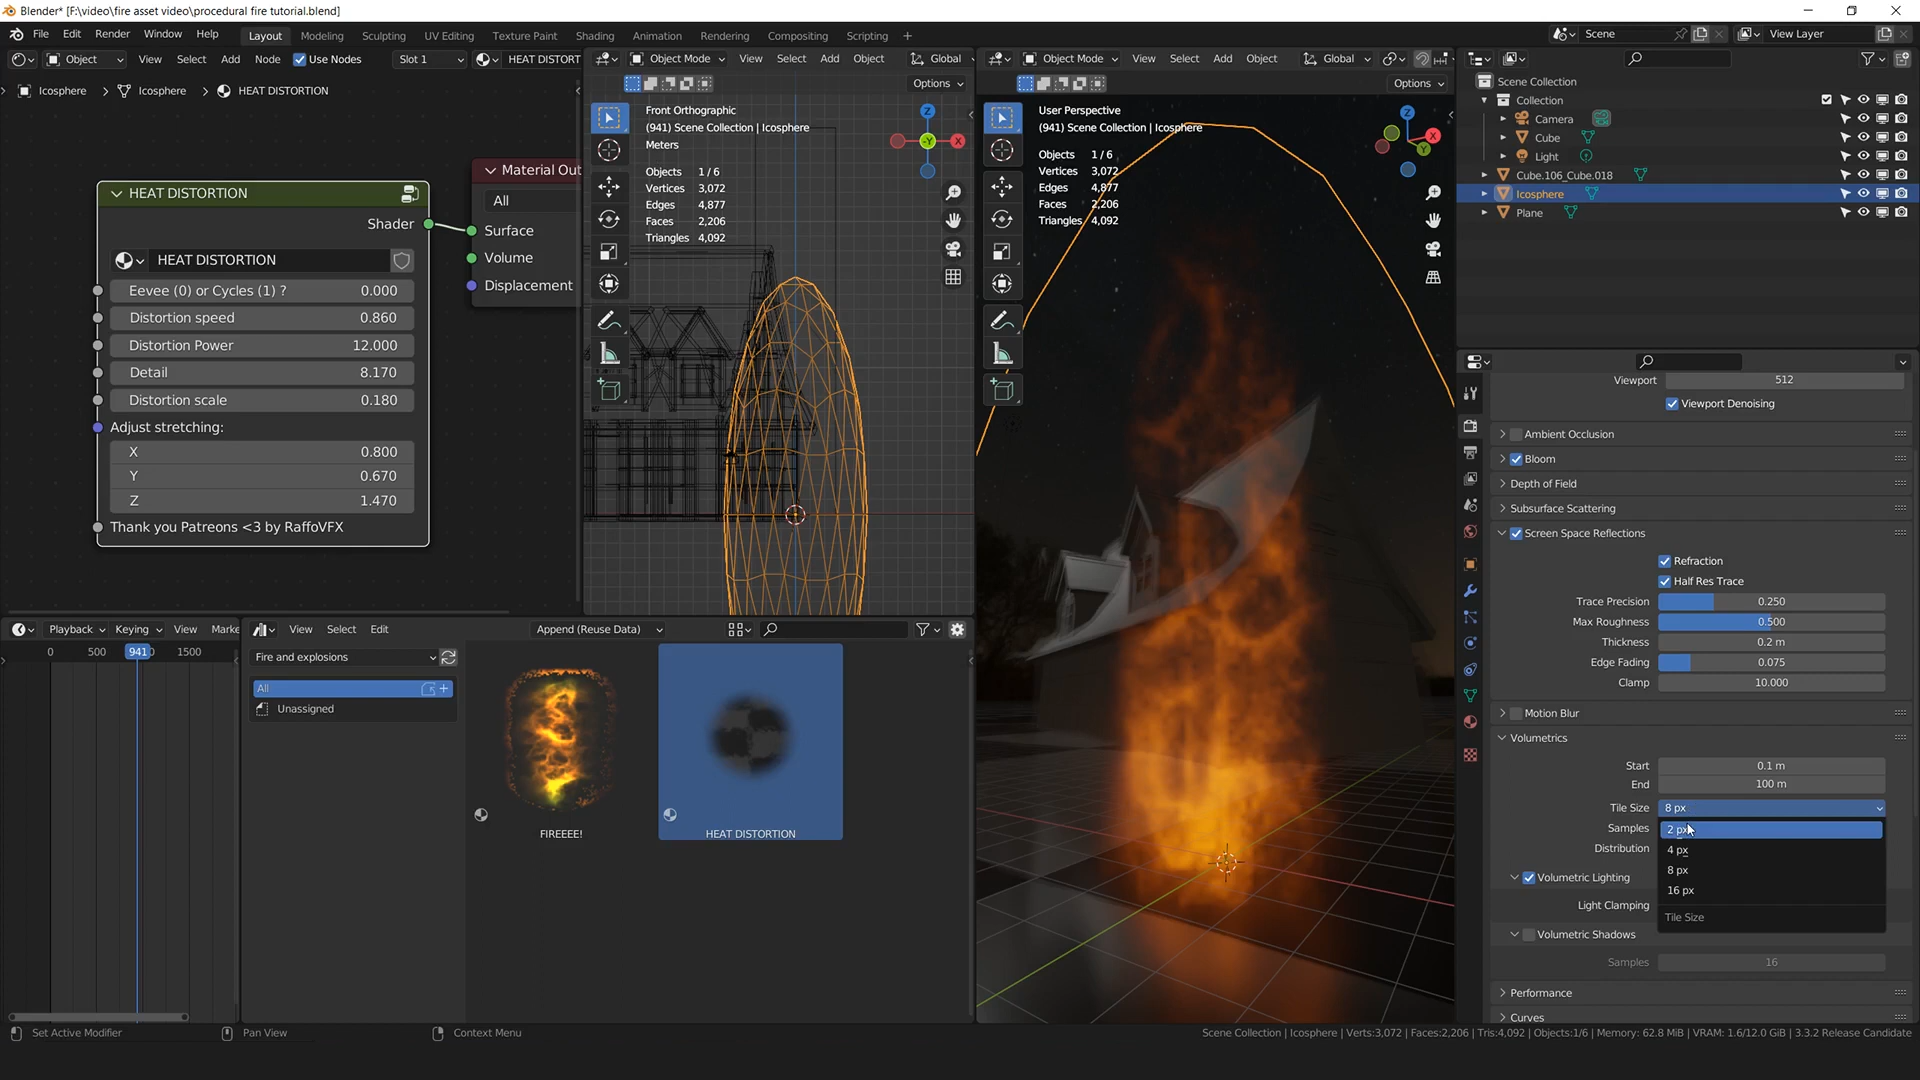 Blender* [F:\video\fire asset video\procedural fire tutorial.blend]
File Edit Render Window Help Layout Modeling Sculpting UV Editing Texture Paint Shading Animation Rendering Compositing Scripting + Scene View Layer
Object View Select Add Object Node Use Nodes Slot 1 HEAT DISTORT
Icosphere > Icosphere > HEAT DISTORTION
HEAT DISTORTION
Shader
HEAT DISTORTION
Eevee (0) or Cycles (1) ? 0.000
Distortion speed 0.860
Distortion Power 12.000
Detail 8.170
Distortion scale 0.180
Adjust stretching:
X 0.800
Y 0.670
Z 1.470
Thank you Patreons <3 by RaffoVFX
Material Out
All
Surface
Volume
Displacement
Object Mode View Select Add Object Global
Options
Front Orthographic
(941) Scene Collection | Icosphere
Meters
Objects 1 / 6
Vertices 3,072
Edges 4,877
Faces 2,206
Triangles 4,092
Z
-Y
X
Object Mode View Select Add Object Global
Options
User Perspective
(941) Scene Collection | Icosphere
Objects 1 / 6
Vertices 3,072
Edges 4,877
Faces 2,206
Triangles 4,092
Z
X
Y
Scene Collection
Collection
Camera
Cube
Light
Cube.106_Cube.018
Icosphere
Plane
Viewport 512
Viewport Denoising
Ambient Occlusion
Bloom
Depth of Field
Subsurface Scattering
Screen Space Reflections
Refraction
Half Res Trace
Trace Precision 0.250
Max Roughness 0.500
Thickness 0.2 m
Edge Fading 0.075
Clamp 10.000
Motion Blur
Volumetrics
Start 0.1 m
End 100 m
Tile Size 8 px
Samples
Distribution
2 px
4 px
8 px
16 px
Tile Size
Volumetric Lighting
Light Clamping
Volumetric Shadows
Samples 16
Performance
Curves
Playback Keying View Marke
0 500 941 1500
View Select Edit Append (Reuse Data)
Fire and explosions
All
Unassigned
FIREEEE!
HEAT DISTORTION
Set Active Modifier Pan View Context Menu
Scene Collection | Icosphere | Verts:3,072 | Faces:2,206 | Tris:4,092 | Objects:1/6 | Memory: 62.8 MiB | VRAM: 1.6/12.0 GiB | 3.3.2 Release Candidate